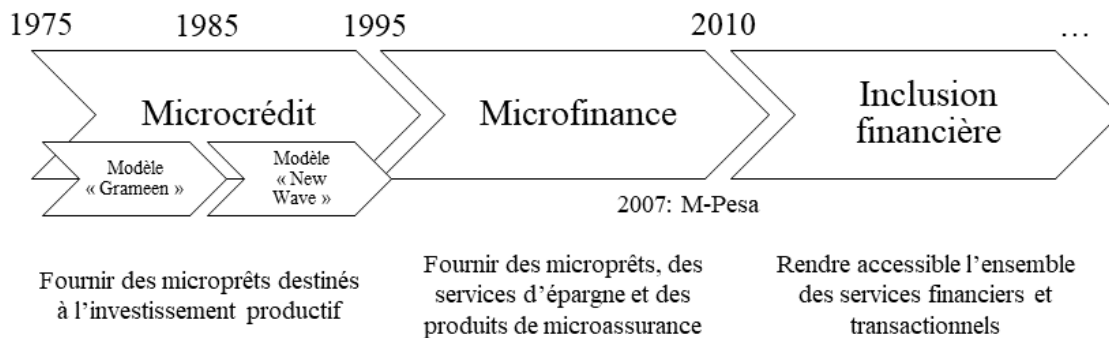 1975 1985 1995 2010 ...
Microcrédit
Microfinance
Inclusion
financière
Modèle
« Grameen »
Modèle
« New
Wave »
2007: M-Pesa
Fournir des microprêts destinés
à l’investissement productif
Fournir des microprêts, des
services d’épargne et des
produits de microassurance
Rendre accessible l’ensemble
des services financiers et
transactionnels